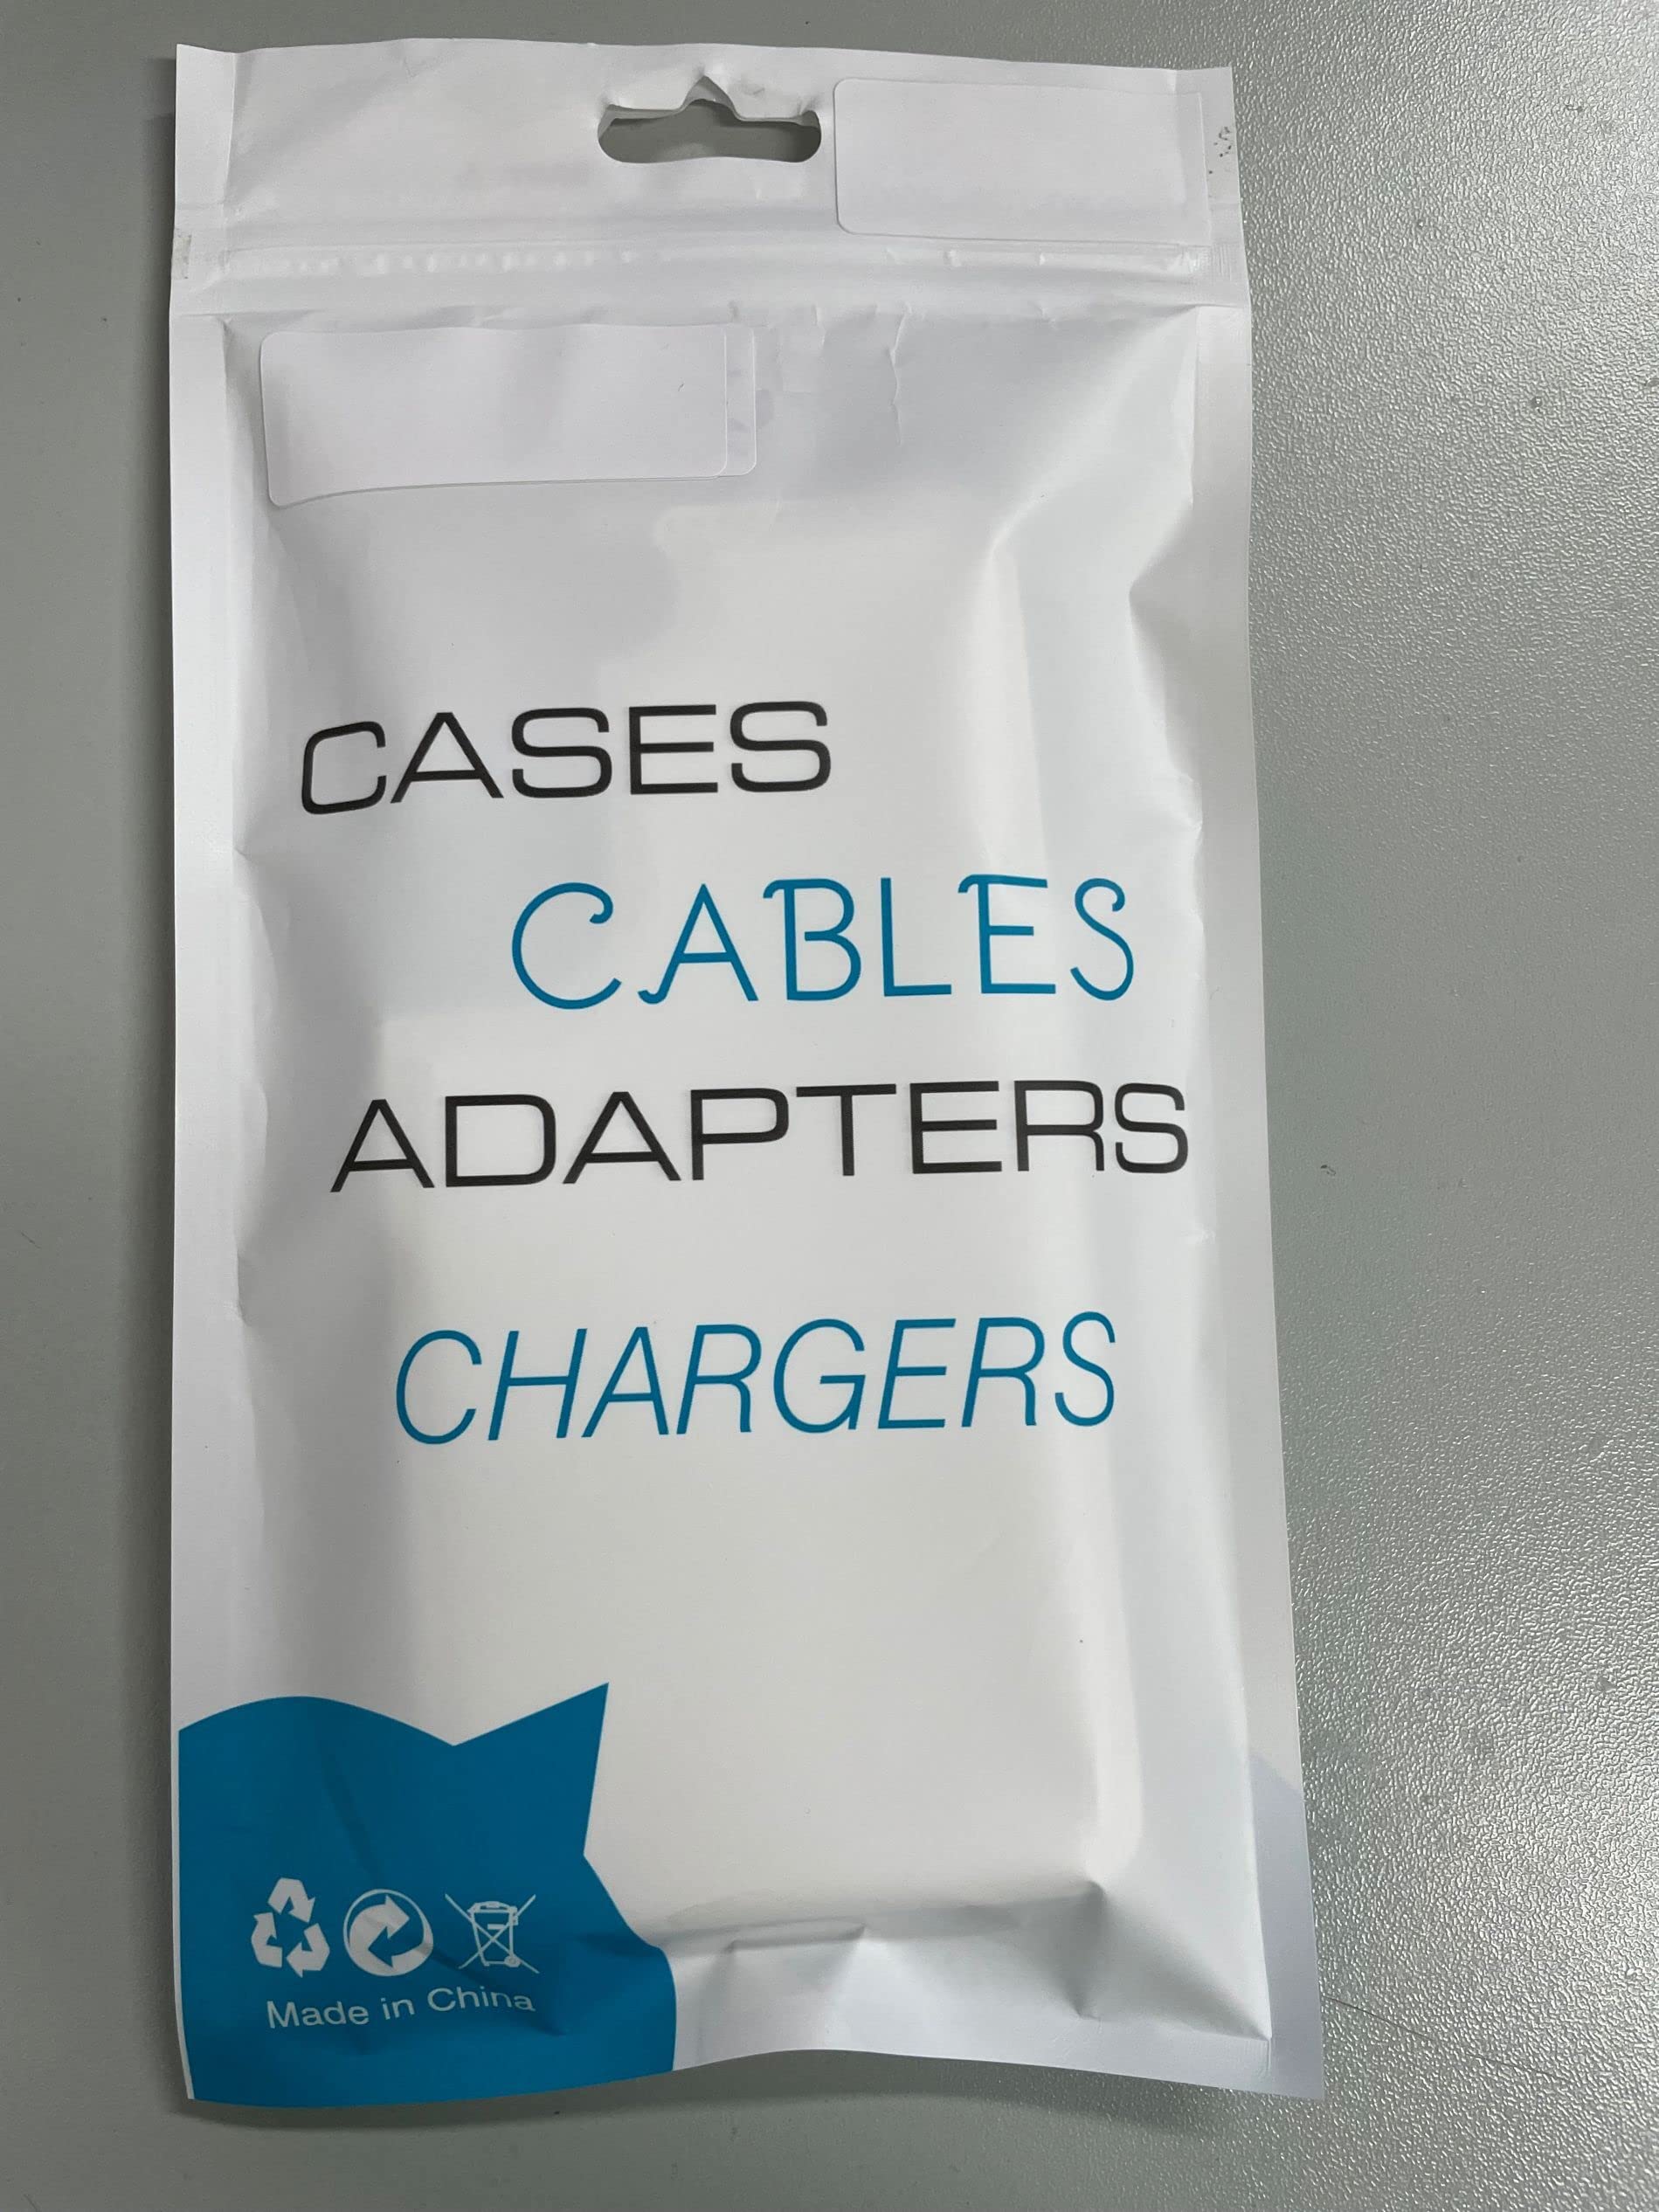 CASES
CABLES
ADAPTERS
CHARGERS
Made in China